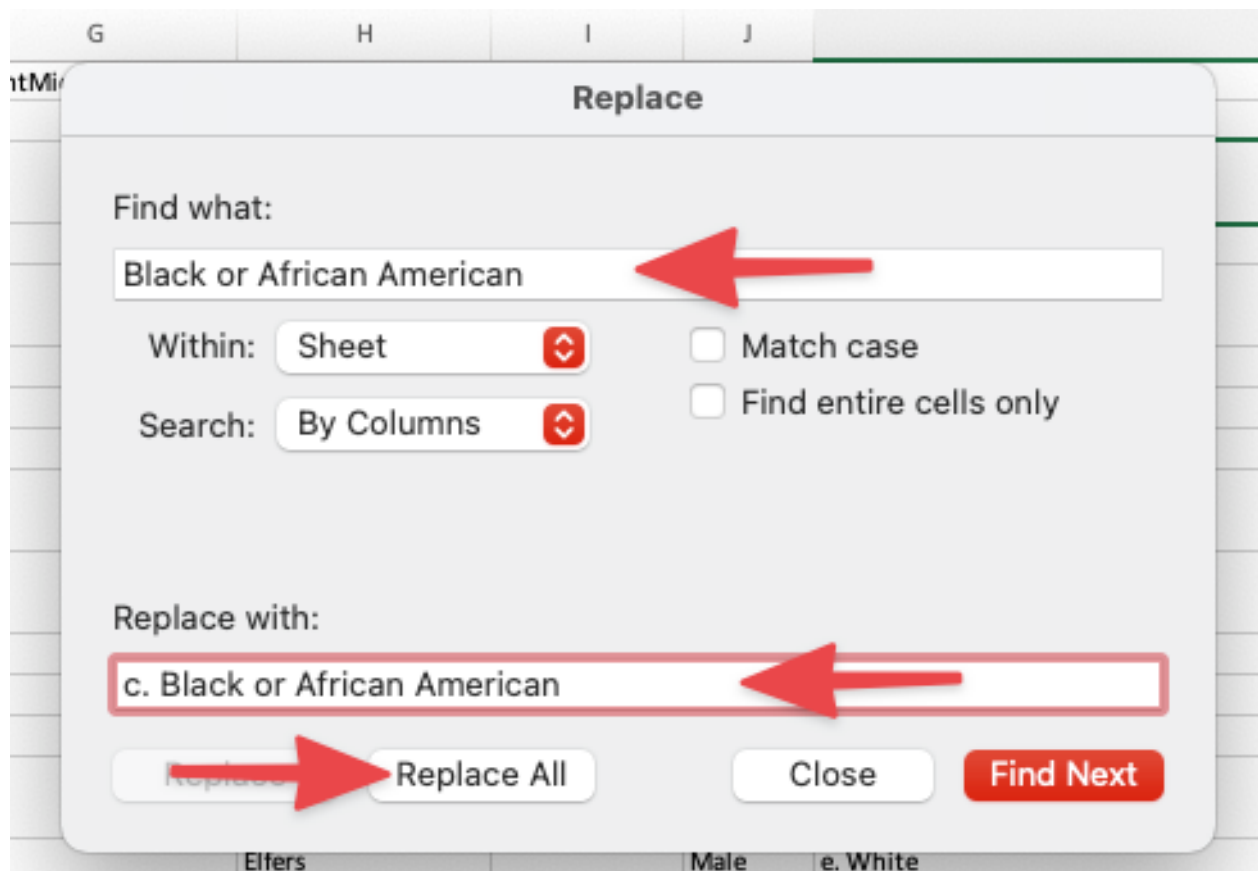 G H I J
Replace
Find what:
Black or African American
Within: Sheet
Match case
Find entire cells only
Search: By Columns
Replace with:
c. Black or African American
Replace Replace All Close Find Next
Elfers Male e. White